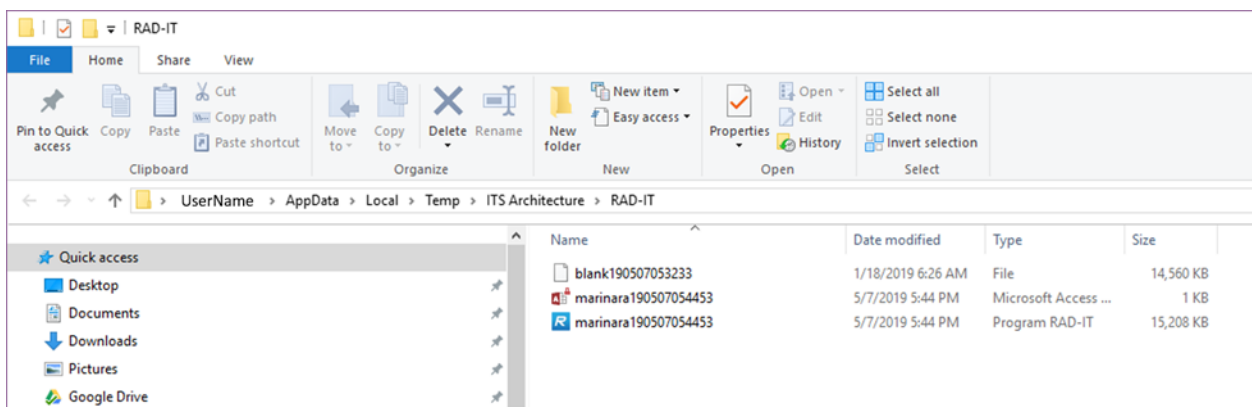 RAD-IT
File Home Share View
Pin to Quick access Copy Paste Cut Copy path Paste shortcut Move to Copy to Delete Rename New folder New item Easy access Properties Open Edit History Select all Select none Invert selection
Clipboard Organize New Open Select
UserName > AppData > Local > Temp > ITS Architecture > RAD-IT
Name Date modified Type Size
Quick access
Desktop
Documents
Downloads
Pictures
Google Drive
blank190507053233 1/18/2019 6:26 AM File 14,560 KB
marinara190507054453 5/7/2019 5:44 PM Microsoft Access ... 1 KB
marinara190507054453 5/7/2019 5:44 PM Program RAD-IT 15,208 KB